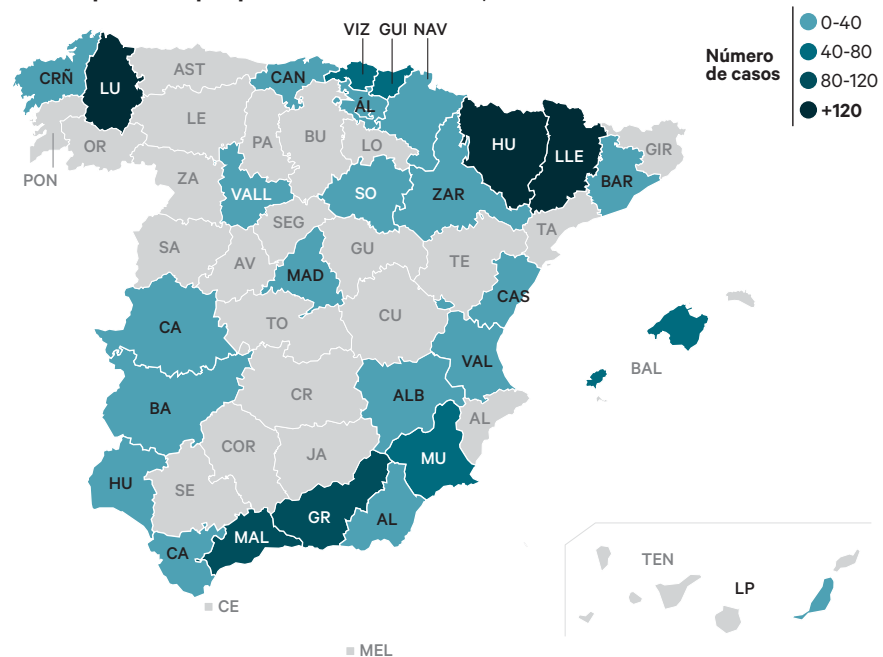 VIZ
GUI
NAV
0-40
40-80
80-120
+120
Número
de casos
CRÑ
LU
AST
CAN
ÁL
LE
PA
BU
LO
HU
LLE
GIR
PON
OR
ZA
VALL
SO
ZAR
BAR
SEG
TA
SA
AV
MAD
GU
TE
CAS
CA
TO
CU
BAL
VAL
BA
CR
ALB
AL
COR
JA
MU
HU
SE
GR
MAL
AL
CA
CE
MEL
TEN
LP